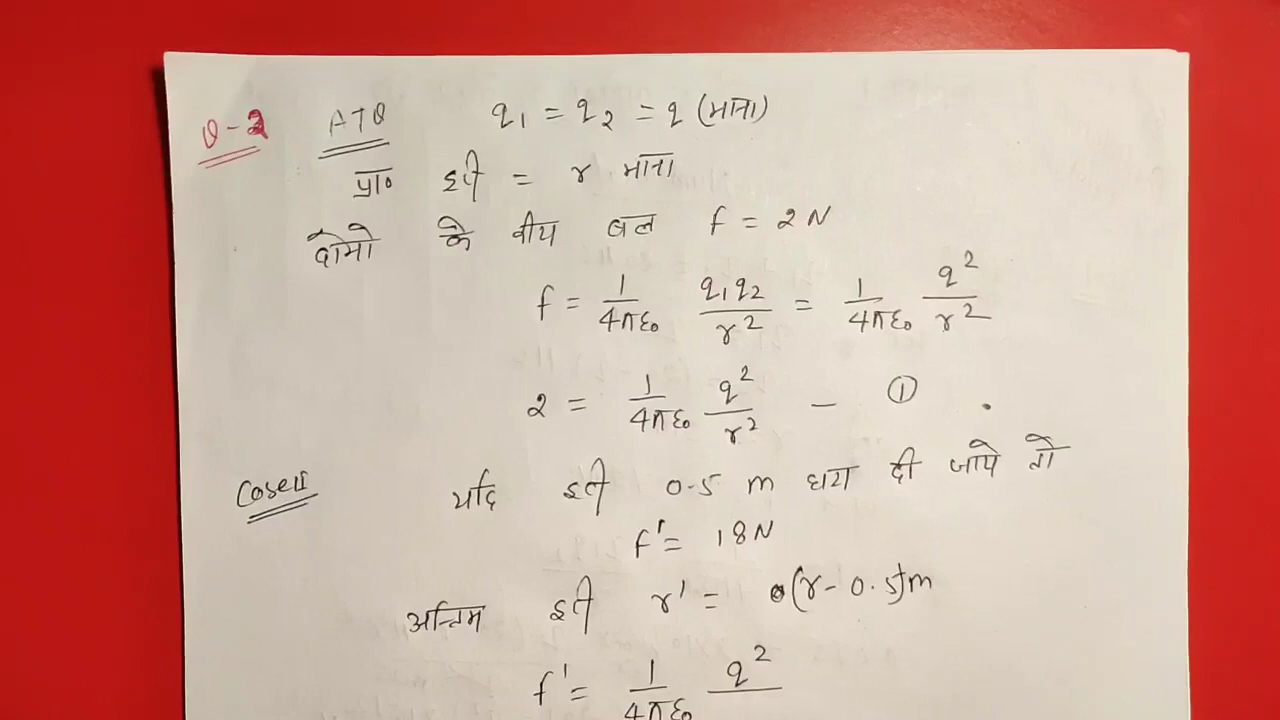 Q-2 ATQ q₁ = q₂ = q (माना)
प्रा० दूरी = r माना
दोनो के बीच बल f = 2N
f = 1/4πε₀ q₁q₂/r² = 1/4πε₀ q²/r²
2 = 1/4πε₀ q²/r² — ①
Case II यदि दूरी 0.5 m घटा दी जाये तो
f' = 18N
अन्तिम दूरी r' = (r - 0.5)m
f' = 1/4πε₀ q²